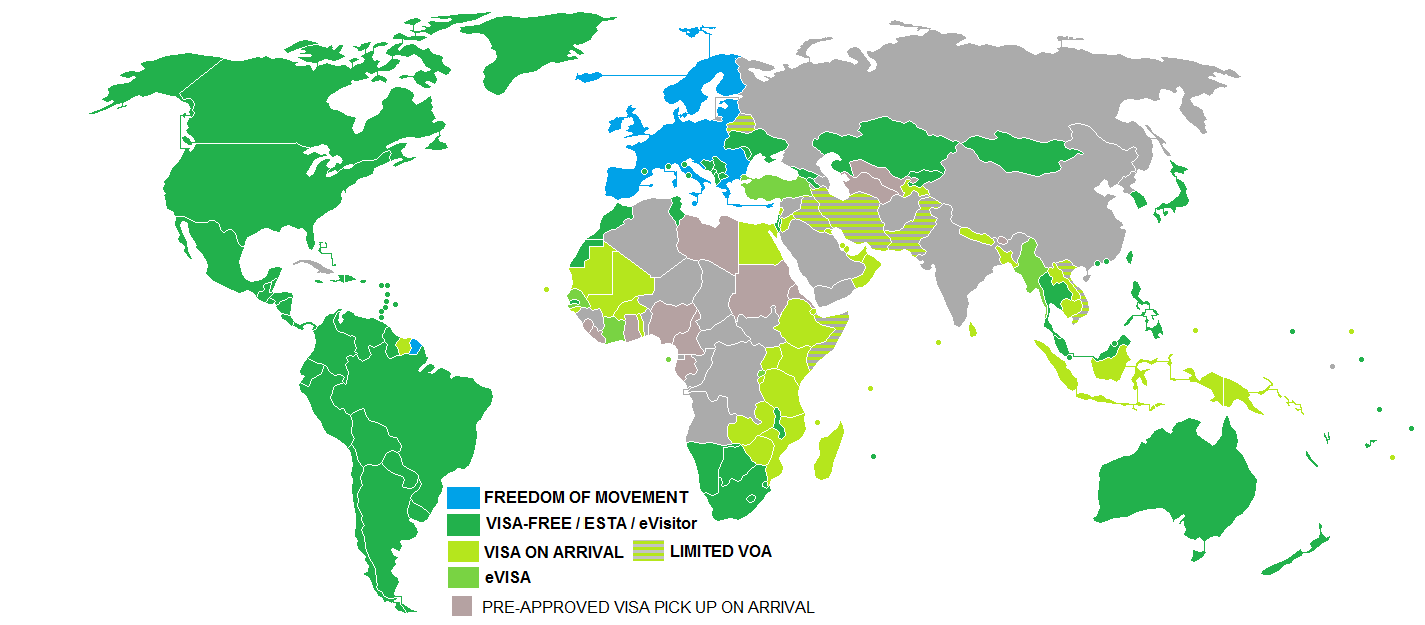 FREEDOM OF MOVEMENT
VISA-FREE / ESTA / eVisitor
VISA ON ARRIVAL LIMITED VOA
eVISA
PRE-APPROVED VISA PICK UP ON ARRIVAL